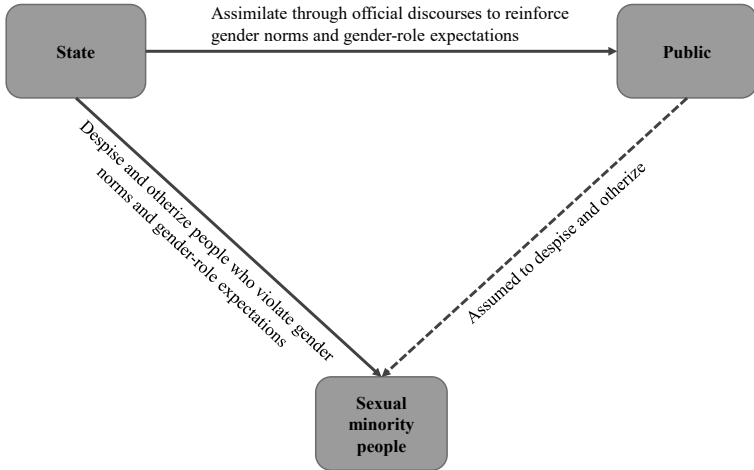 Assimilate through official discourses to reinforce
gender norms and gender-role expectations
State
Public
Despise and otherize people who violate gender
norms and gender-role expectations
Assumed to despise and otherize
Sexual
minority
people